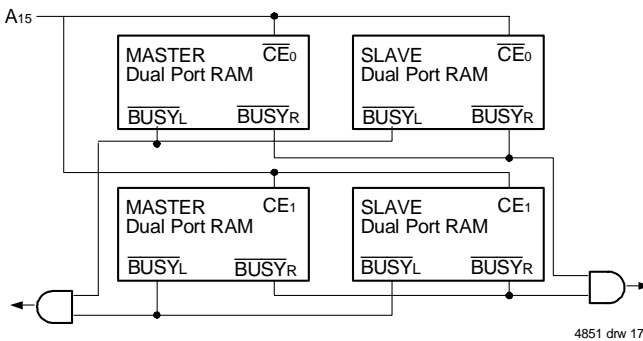 A15
MASTER CE0
Dual Port RAM
BUSYL BUSYR
SLAVE CE0
Dual Port RAM
BUSYL BUSYR
MASTER CE1
Dual Port RAM
BUSYL BUSYR
SLAVE CE1
Dual Port RAM
BUSYL BUSYR
4851 drw 17